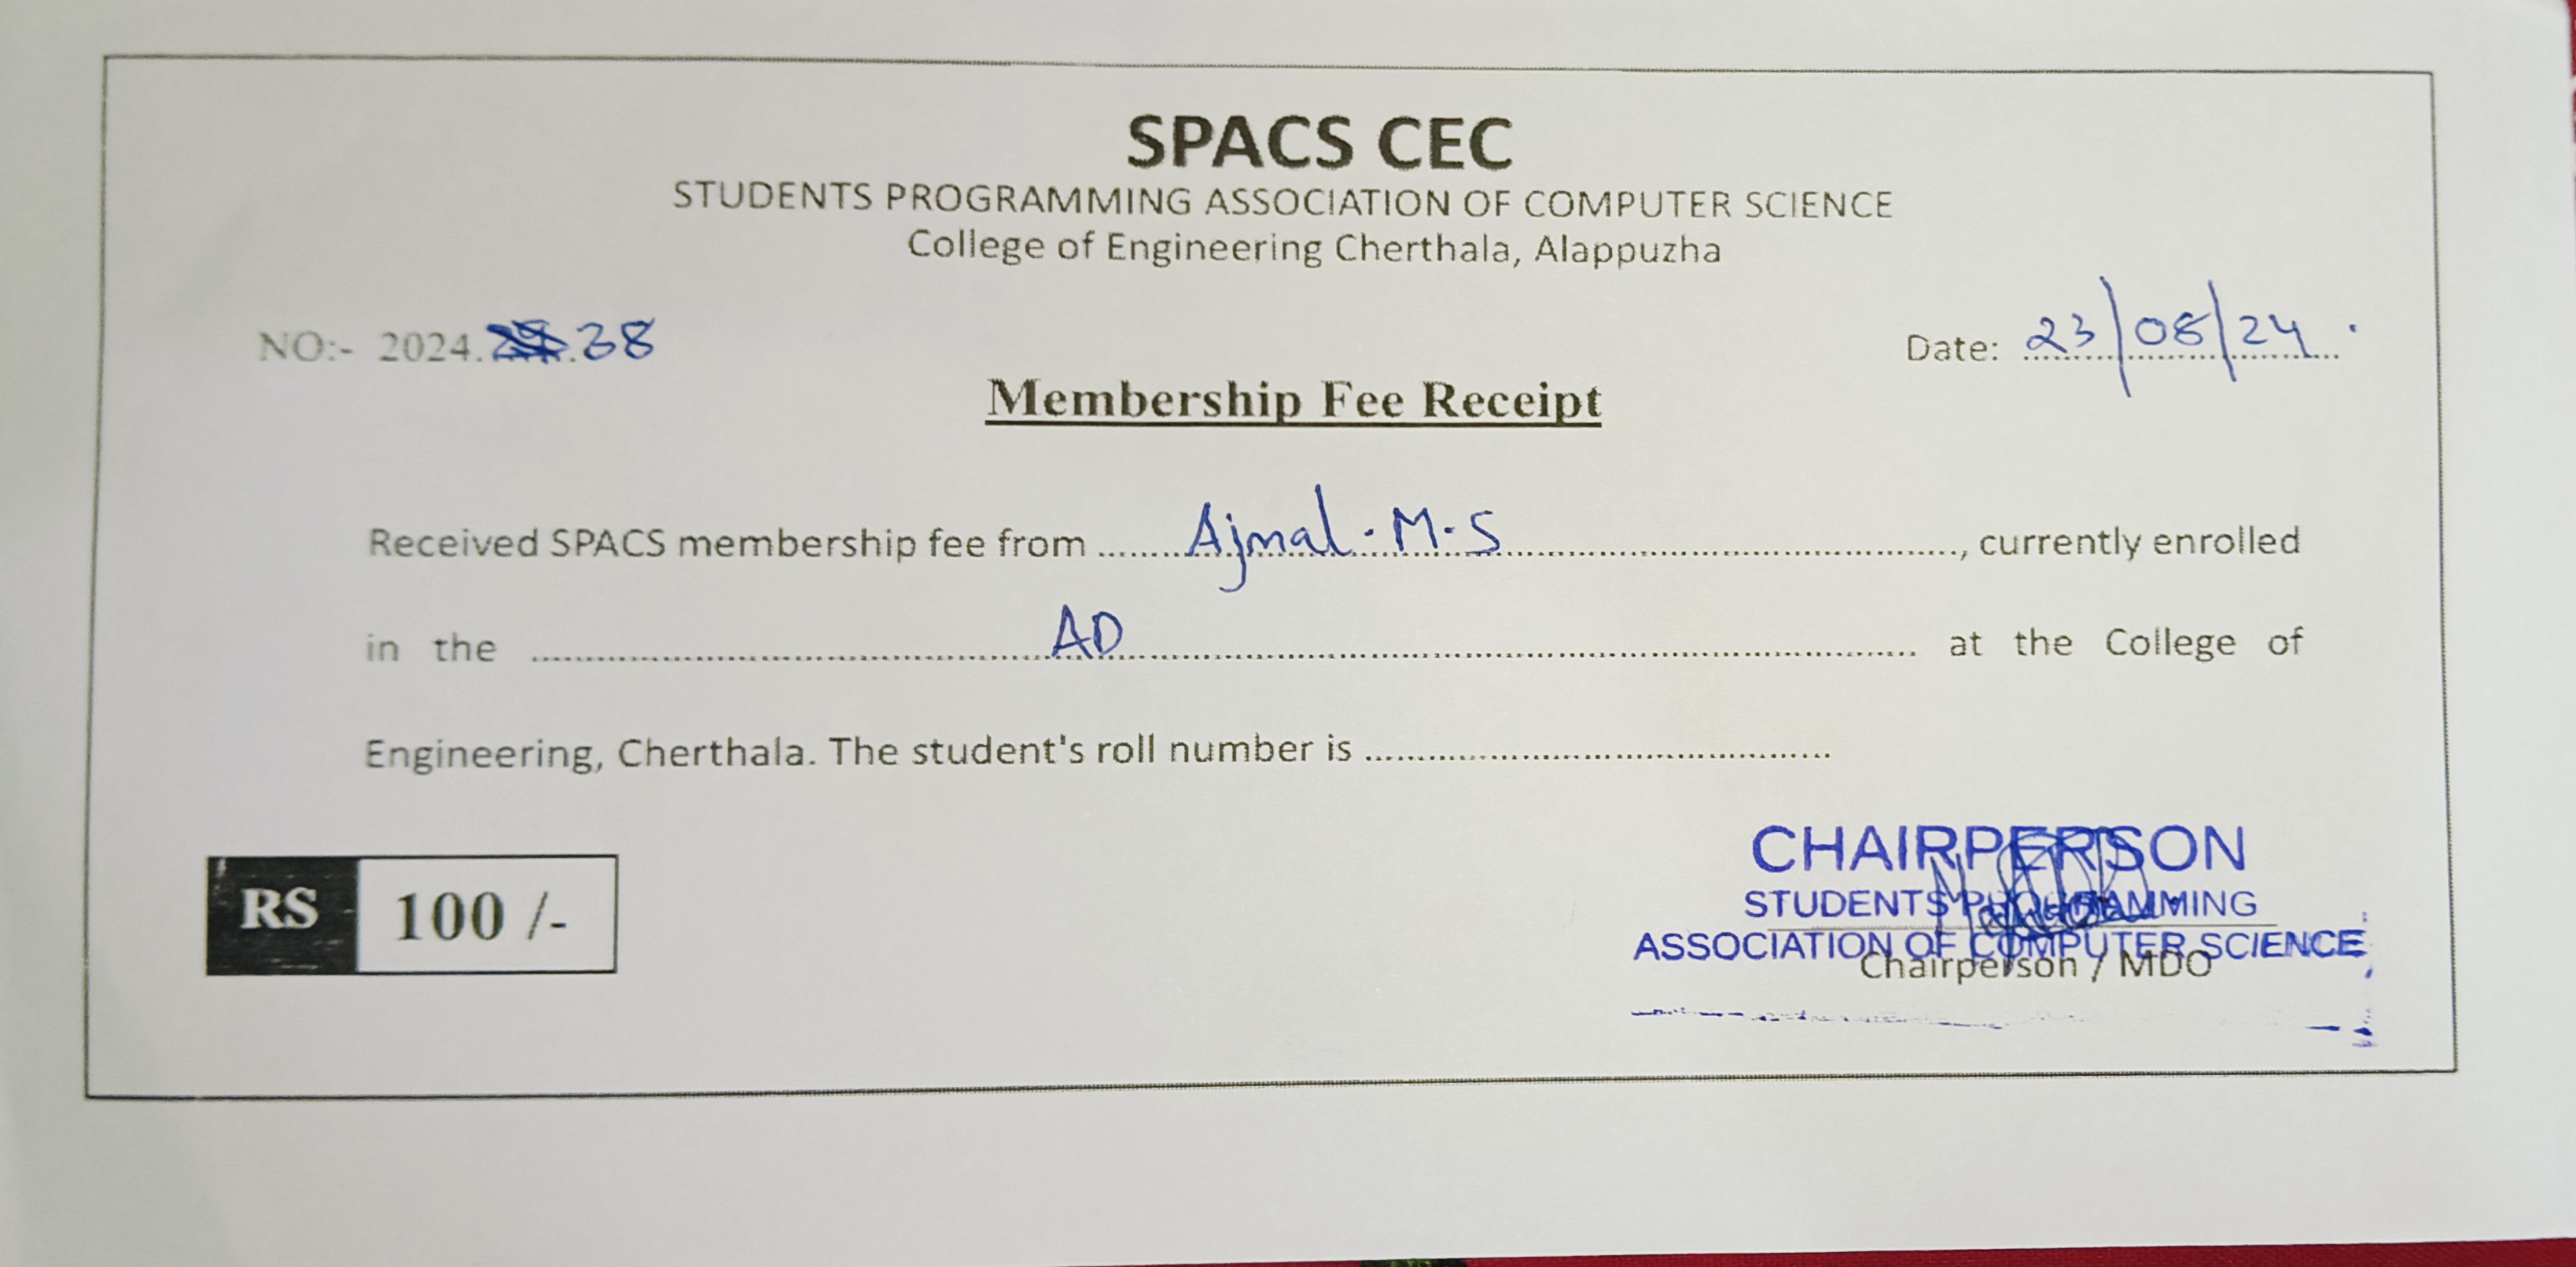 SPACS CEC
STUDENTS PROGRAMMING ASSOCIATION OF COMPUTER SCIENCE
College of Engineering Cherthala, Alappuzha
NO:- 2024. 38
Date: 23/08/24
Membership Fee Receipt
Received SPACS membership fee from Ajmal.M.S, currently enrolled
in the AD at the College of
Engineering, Cherthala. The student's roll number is
RS 100 /-
CHAIRPERSON
STUDENTS PROGRAMMING
ASSOCIATION OF COMPUTER SCIENCE
Chairperson / MDO